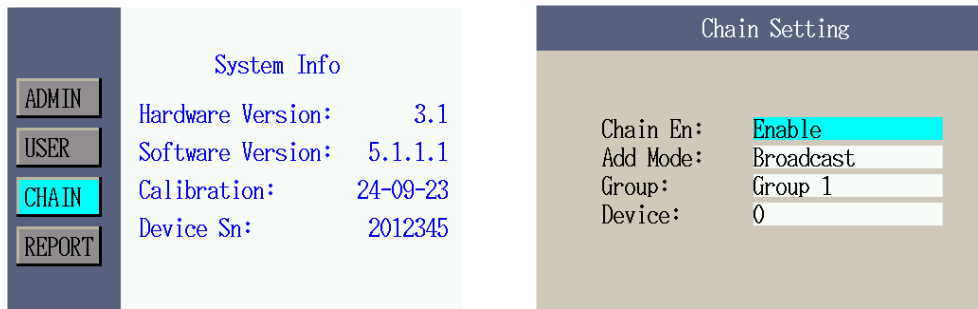 ADMIN
USER
CHAIN
REPORT
System Info
Hardware Version: 3.1
Software Version: 5.1.1.1
Calibration: 24-09-23
Device Sn: 2012345
Chain Setting
Chain En: Enable
Add Mode: Broadcast
Group: Group 1
Device: 0